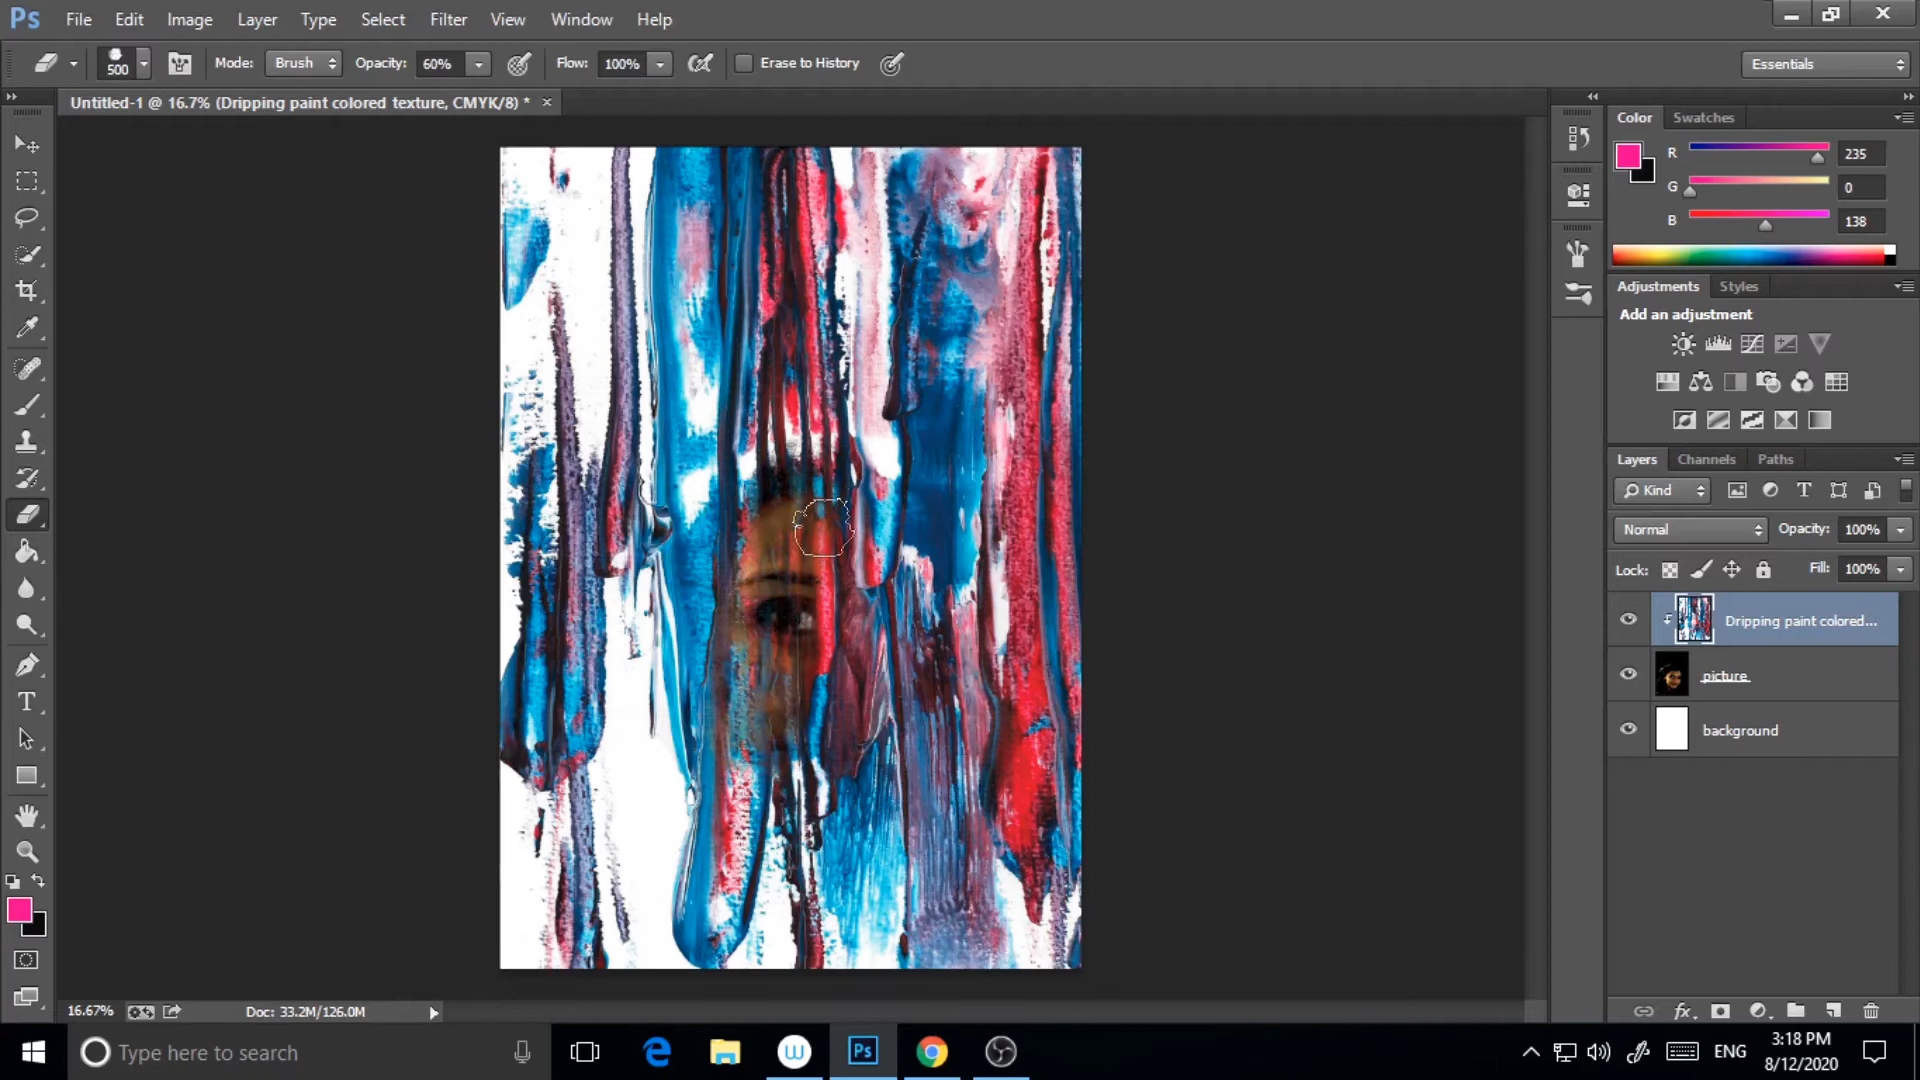 Ps File Edit Image Layer Type Select Filter View Window Help
500 Mode: Brush Opacity: 60% Flow: 100% Erase to History Essentials
Untitled-1 @ 16.7% (Dripping paint colored texture, CMYK/8) *
Color Swatches
R 235
G 0
B 138
Adjustments Styles
Add an adjustment
Layers Channels Paths
Kind
Normal Opacity: 100%
Lock: Fill: 100%
Dripping paint colored...
picture
background
16.67% Doc: 33.2M/126.0M
fx
Type here to search
Ps
ENG
3:18 PM
8/12/2020